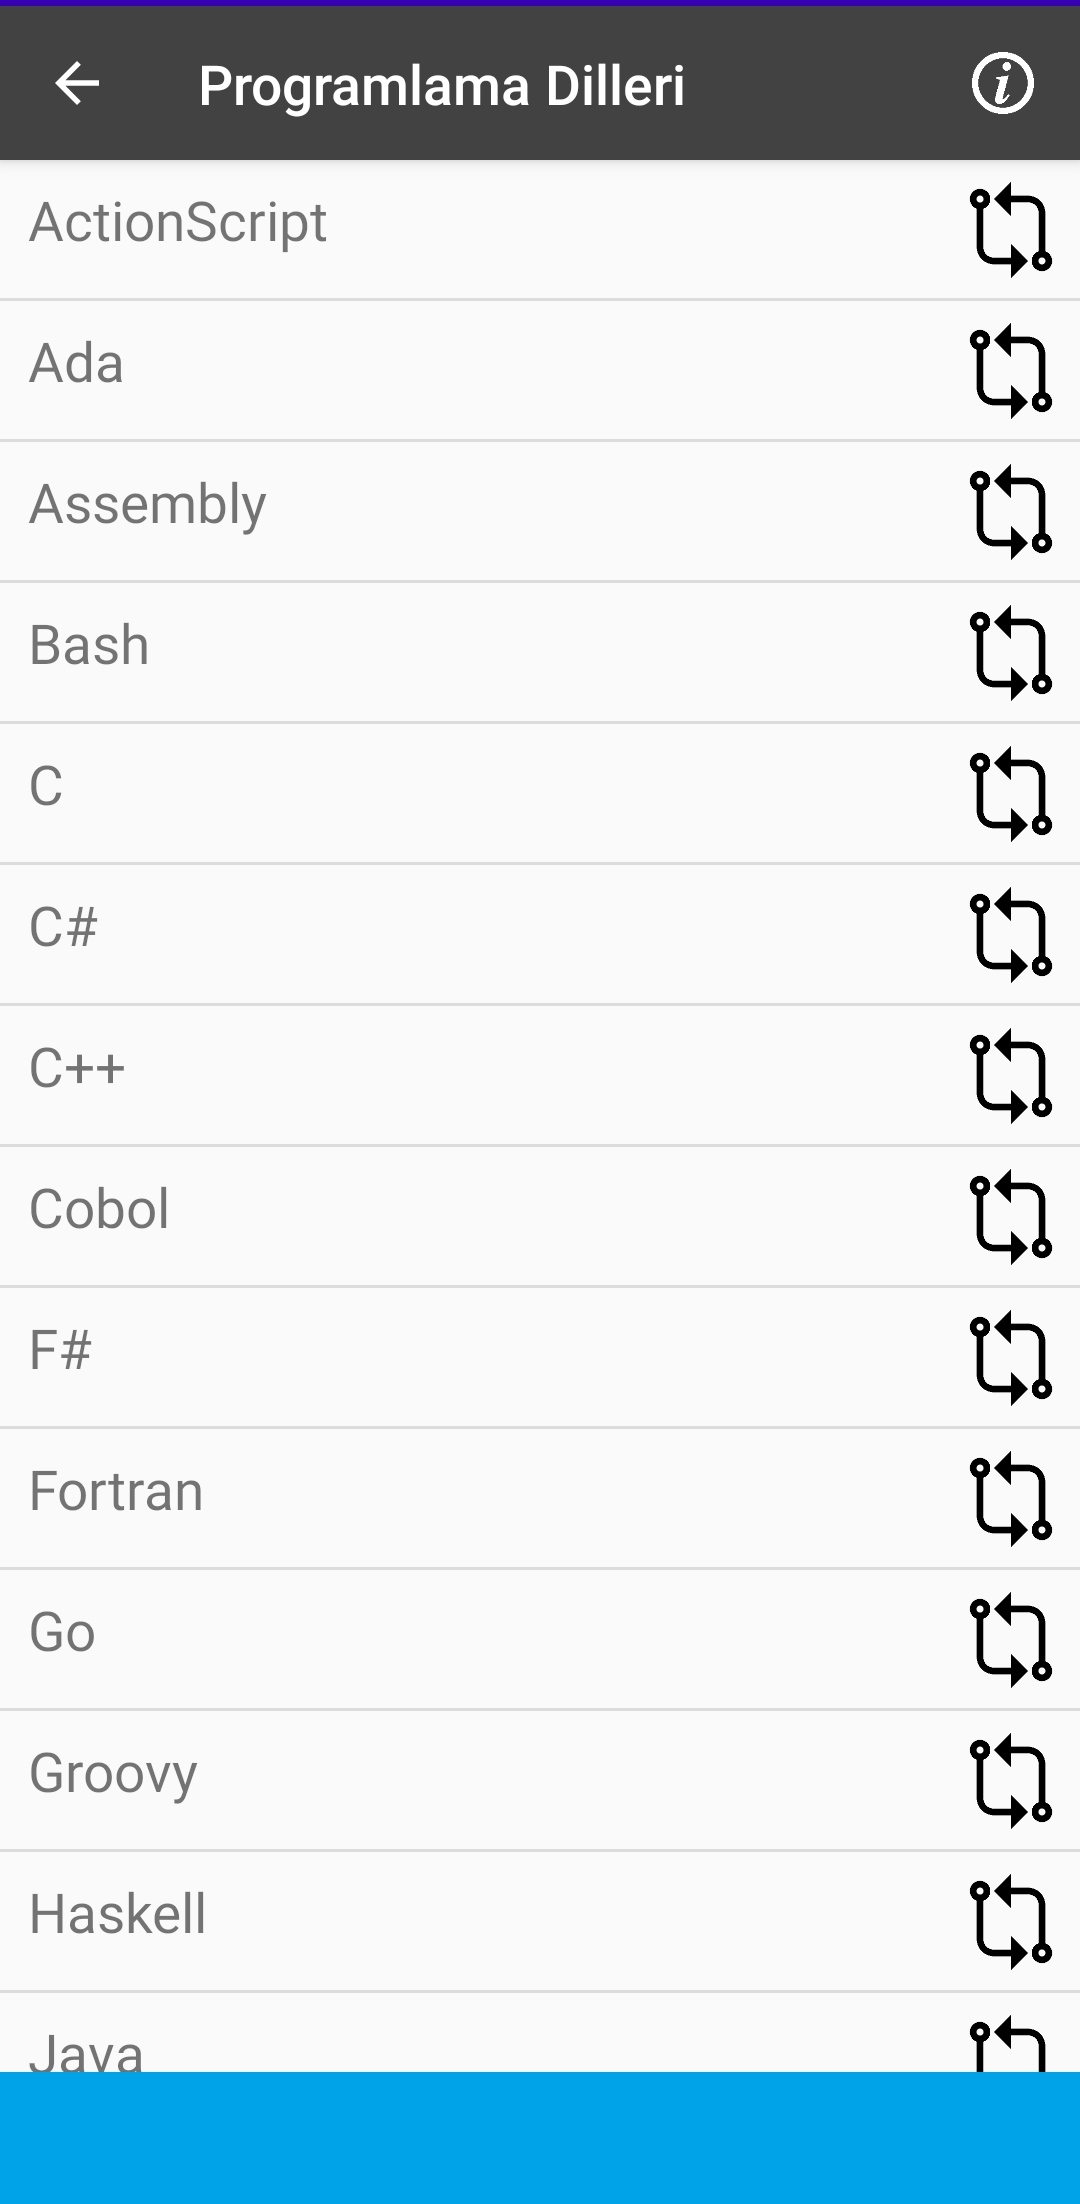 Programlama Dilleri
ActionScript
Ada
Assembly
Bash
C
C#
C++
Cobol
F#
Fortran
Go
Groovy
Haskell
Java